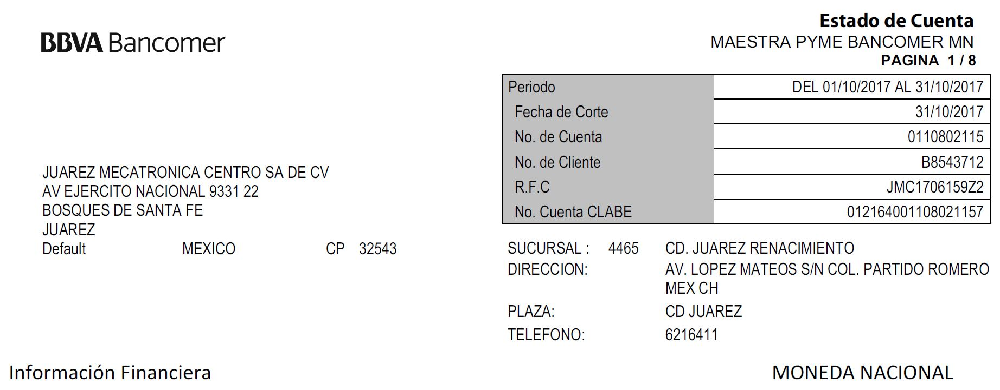 Estado de Cuenta
BBVA Bancomer
MAESTRA PYME BANCOMER MN
PAGINA 1 / 8
Periodo DEL 01/10/2017 AL 31/10/2017
Fecha de Corte 31/10/2017
No. de Cuenta 0110802115
No. de Cliente B8543712
R.F.C JMC1706159Z2
No. Cuenta CLABE 012164001108021157
JUAREZ MECATRONICA CENTRO SA DE CV
AV EJERCITO NACIONAL 9331 22
BOSQUES DE SANTA FE
JUAREZ
Default MEXICO CP 32543
SUCURSAL : 4465 CD. JUAREZ RENACIMIENTO
DIRECCION: AV. LOPEZ MATEOS S/N COL. PARTIDO ROMERO
MEX CH
PLAZA: CD JUAREZ
TELEFONO: 6216411
Información Financiera MONEDA NACIONAL